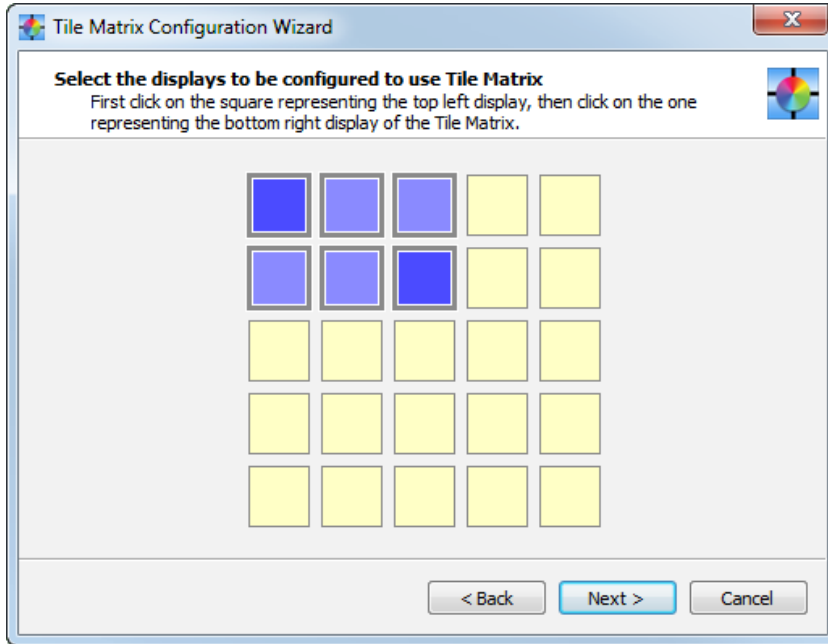 Tile Matrix Configuration Wizard
Select the displays to be configured to use Tile Matrix
First click on the square representing the top left display, then click on the one
representing the bottom right display of the Tile Matrix.
< Back
Next >
Cancel